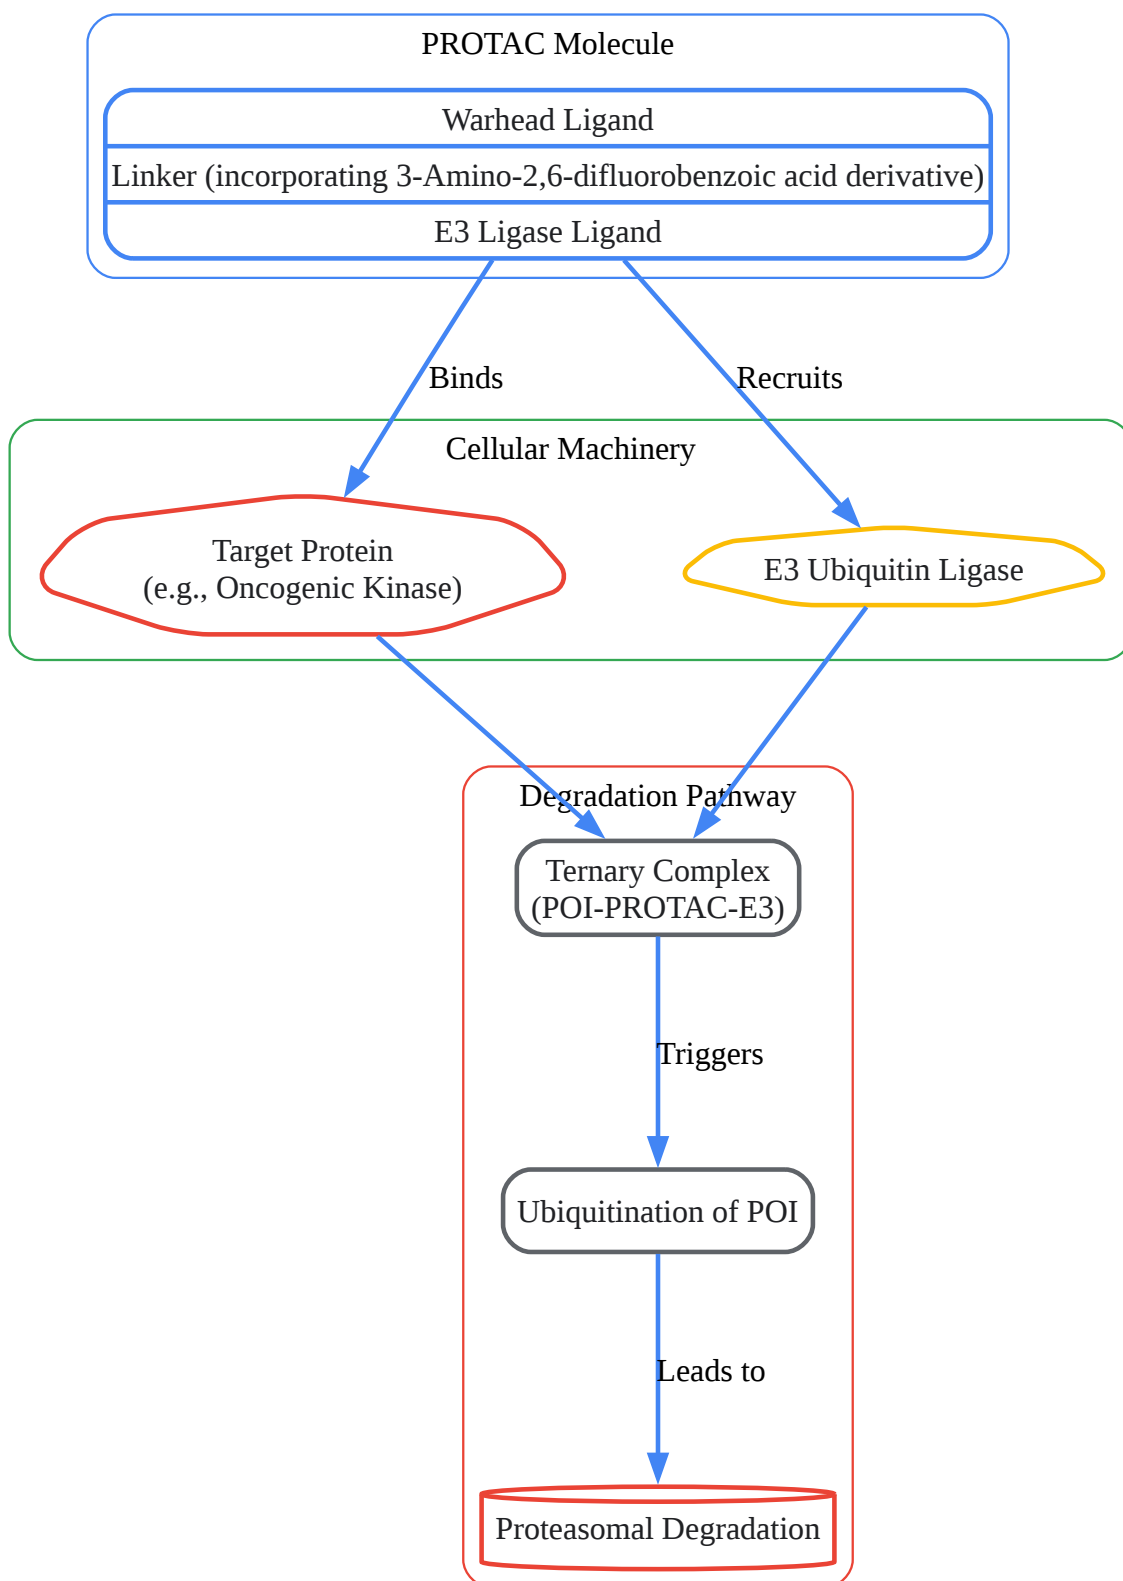 PROTAC Molecule
Warhead Ligand
Linker (incorporating 3-Amino-2,6-difluorobenzoic acid derivative)
E3 Ligase Ligand
Binds
Recruits
Cellular Machinery
Target Protein
(e.g., Oncogenic Kinase)
E3 Ubiquitin Ligase
Degradation Pathway
Ternary Complex
(POI-PROTAC-E3)
Triggers
Ubiquitination of POI
Leads to
Proteasomal Degradation